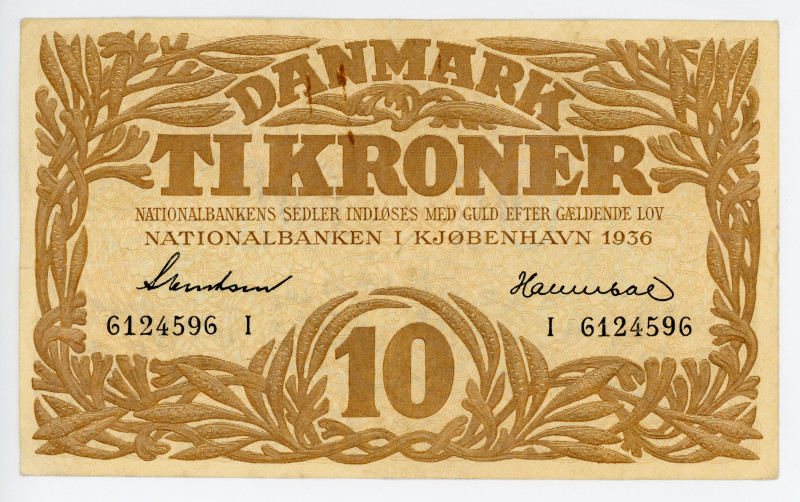 DANMARK
TI KRONER
NATIONALBANKENS SEDLER INDLØSES MED GULD EFTER GÆLDENDE LOV
NATIONALBANKEN I KJØBENHAVN 1936
6124596 I
I 6124596
10